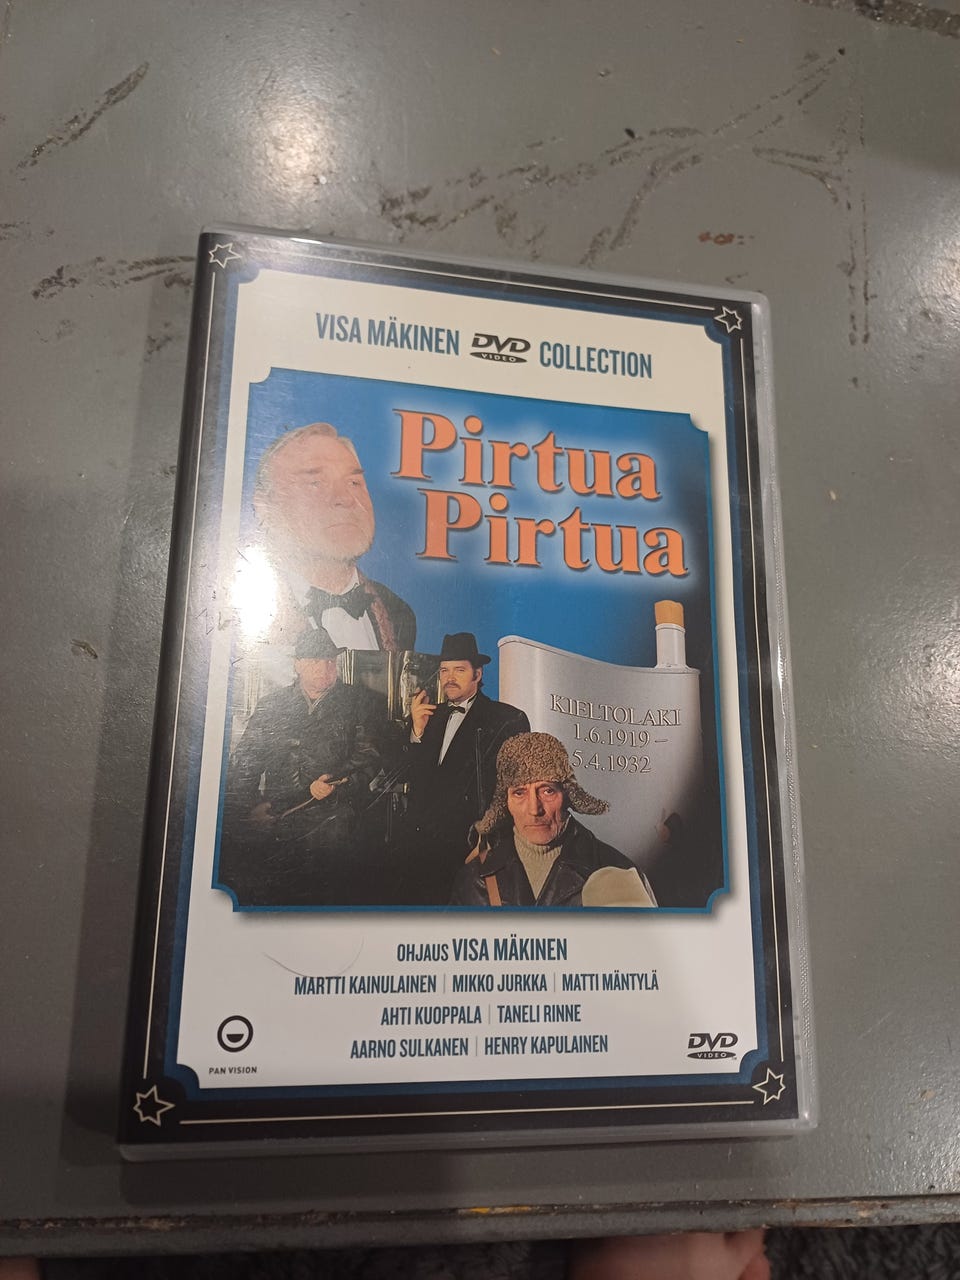 VISA MÄKINEN DVD VIDEO COLLECTION
Pirtua
Pirtua
KIELTOLAKI
1.6.1919 –
5.4.1932
OHJAUS VISA MÄKINEN
MARTTI KAINULAINEN | MIKKO JURKKA | MATTI MÄNTYLÄ
AHTI KUOPPALA | TANELI RINNE
AARNO SULKANEN | HENRY KAPULAINEN
PAN VISION
DVD
VIDEO